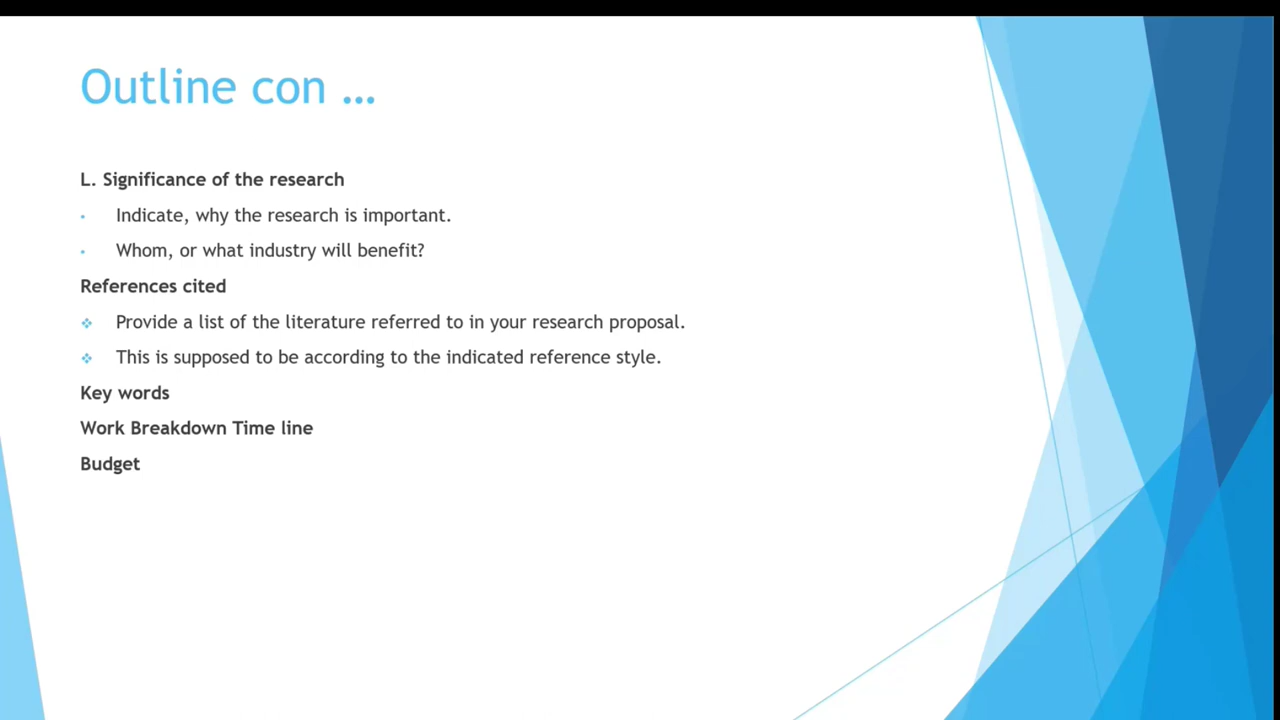 Outline con …
L. Significance of the research
• Indicate, why the research is important.
• Whom, or what industry will benefit?
References cited
❖ Provide a list of the literature referred to in your research proposal.
❖ This is supposed to be according to the indicated reference style.
Key words
Work Breakdown Time line
Budget